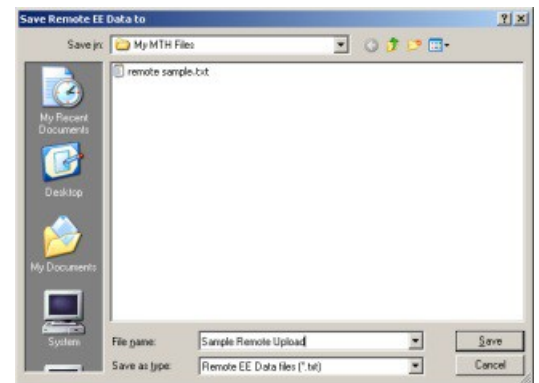 Save Remote EE Data to
Save in: My MTH Files
remote sample.txt
My Recent
Documents
Desktop
My Documents
System
File name: Sample Remote Upload Save
Save as type: Remote EE Data files (*.txt) Cancel